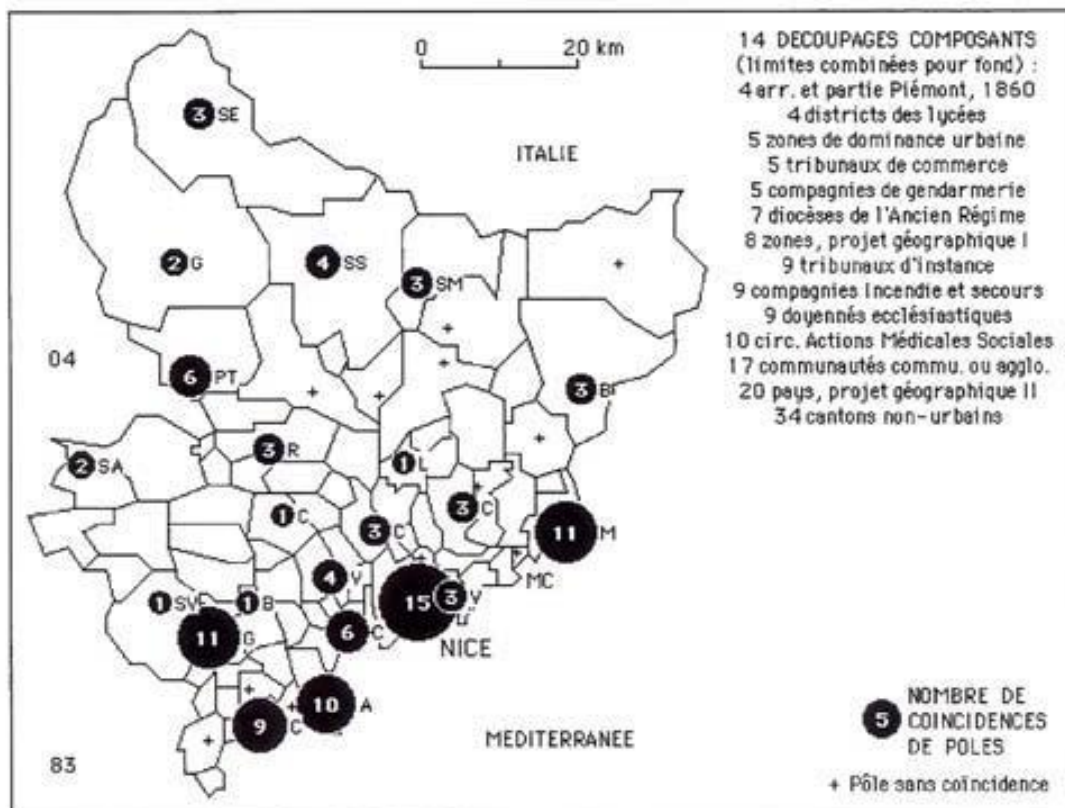 0 20 km
14 DECOUPAGES COMPOSANTS
(limites combinées pour fond) :
4 arr. et partie Piémont, 1860
4 districts des lycées
5 zones de dominance urbaine
5 tribunaux de commerce
5 compagnies de gendarmerie
7 diocèses de l'Ancien Régime
8 zones, projet géographique I
9 tribunaux d'instance
9 compagnies Incendie et secours
9 doyennés ecclésiastiques
10 circ. Actions Médicales Sociales
17 communautés commu. ou agglo.
20 pays, projet géographique II
34 cantons non-urbains
3 SE
ITALIE
2 G
4 SS
3 SM
04
6 PT
3 BI
3 R
1 L
2 SA
1 C
3 C
3 C
11 M
MC
4 V
1 SV
1 B
15
3 V
NICE
11 G
6 C
10 A
9 C
MEDITERRANEE
83
5 NOMBRE DE
COINCIDENCES
DE POLES
+ Pôle sans coïncidence